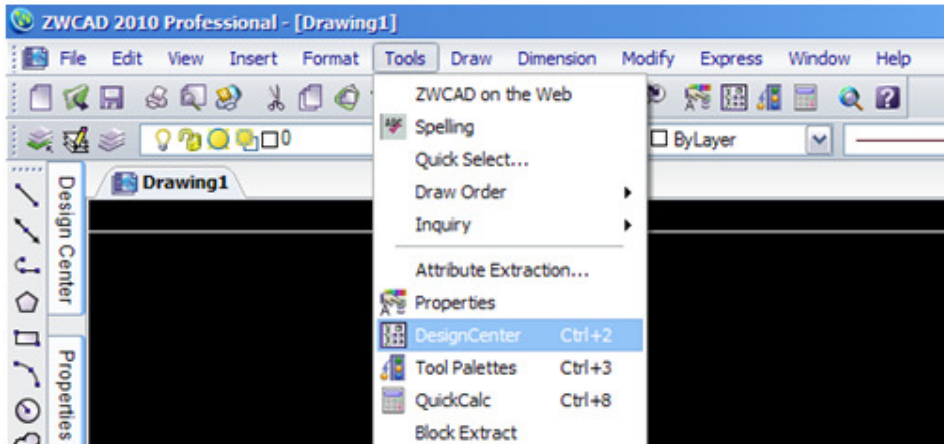 ZWCAD 2010 Professional - [Drawing1]
File Edit View Insert Format Tools Draw Dimension Modify Express Window Help
ZWCAD on the Web
Spelling
0
ByLayer
Quick Select...
Drawing1
Draw Order
Inquiry
Design Center
Attribute Extraction...
Properties
DesignCenter Ctrl+2
Tool Palettes Ctrl+3
Properties
QuickCalc Ctrl+8
Block Extract